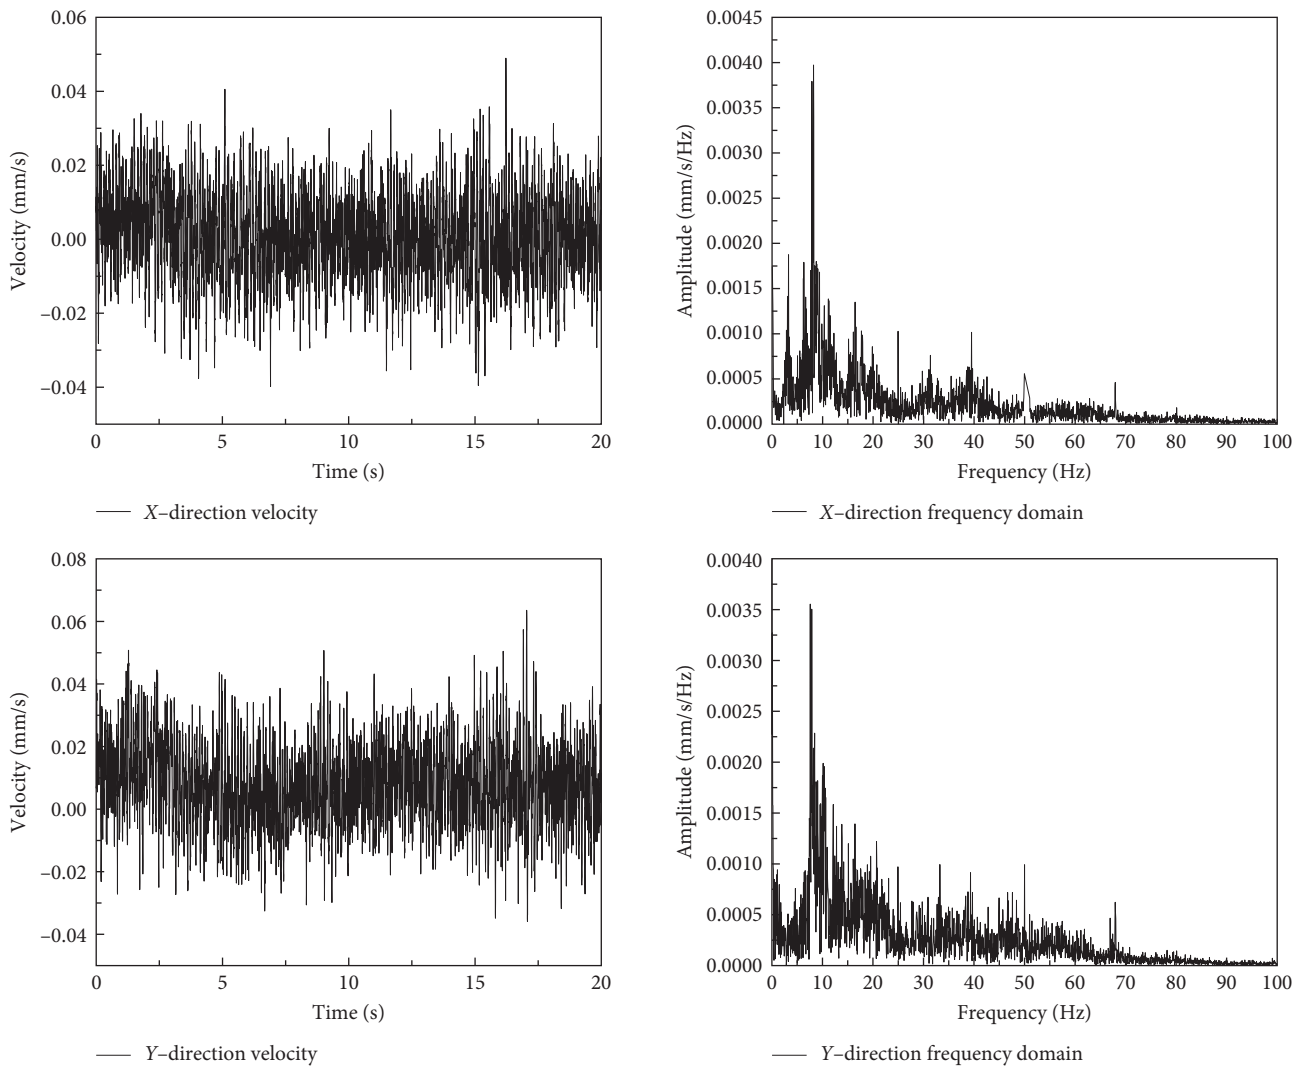 0.06
0.04
0.02
0.00
–0.02
–0.04
Velocity (mm/s)
0 5 10 15 20
Time (s)
X–direction velocity
0.0045
0.0040
0.0035
0.0030
0.0025
0.0020
0.0015
0.0010
0.0005
0.0000
Amplitude (mm/s/Hz)
0 10 20 30 40 50 60 70 80 90 100
Frequency (Hz)
X–direction frequency domain
0.08
0.06
0.04
0.02
0.00
–0.02
–0.04
Velocity (mm/s)
0 5 10 15 20
Time (s)
Y–direction velocity
0.0040
0.0035
0.0030
0.0025
0.0020
0.0015
0.0010
0.0005
0.0000
Amplitude (mm/s/Hz)
0 10 20 30 40 50 60 70 80 90 100
Frequency (Hz)
Y–direction frequency domain